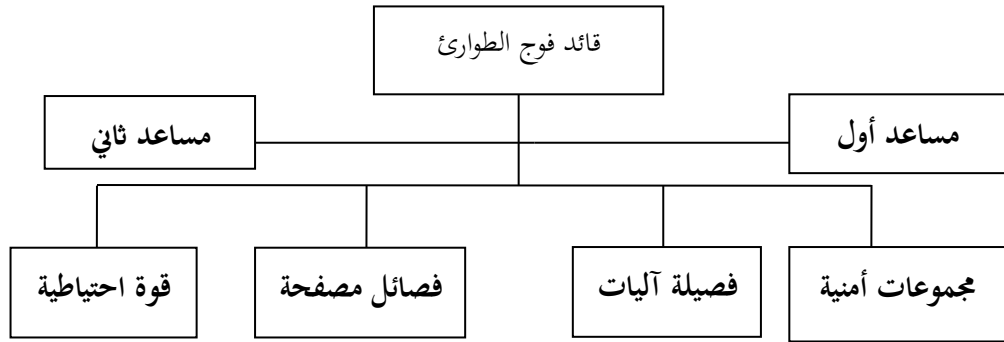 قائد فوج الطوارئ
مساعد أول
مساعد ثاني
مجموعات أمنية
فصيلة آليات
فصائل مصفحة
قوة احتياطية